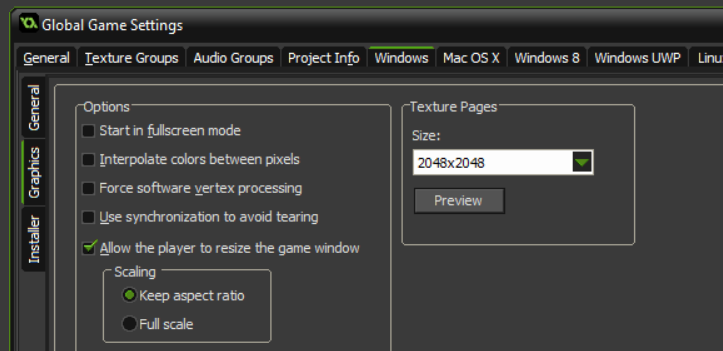 Global Game Settings
General Texture Groups Audio Groups Project Info Windows Mac OS X Windows 8 Windows UWP Linu
General
Graphics
Installer
Options
Start in fullscreen mode
Interpolate colors between pixels
Force software vertex processing
Use synchronization to avoid tearing
Allow the player to resize the game window
Scaling
Keep aspect ratio
Full scale
Texture Pages
Size:
2048x2048
Preview